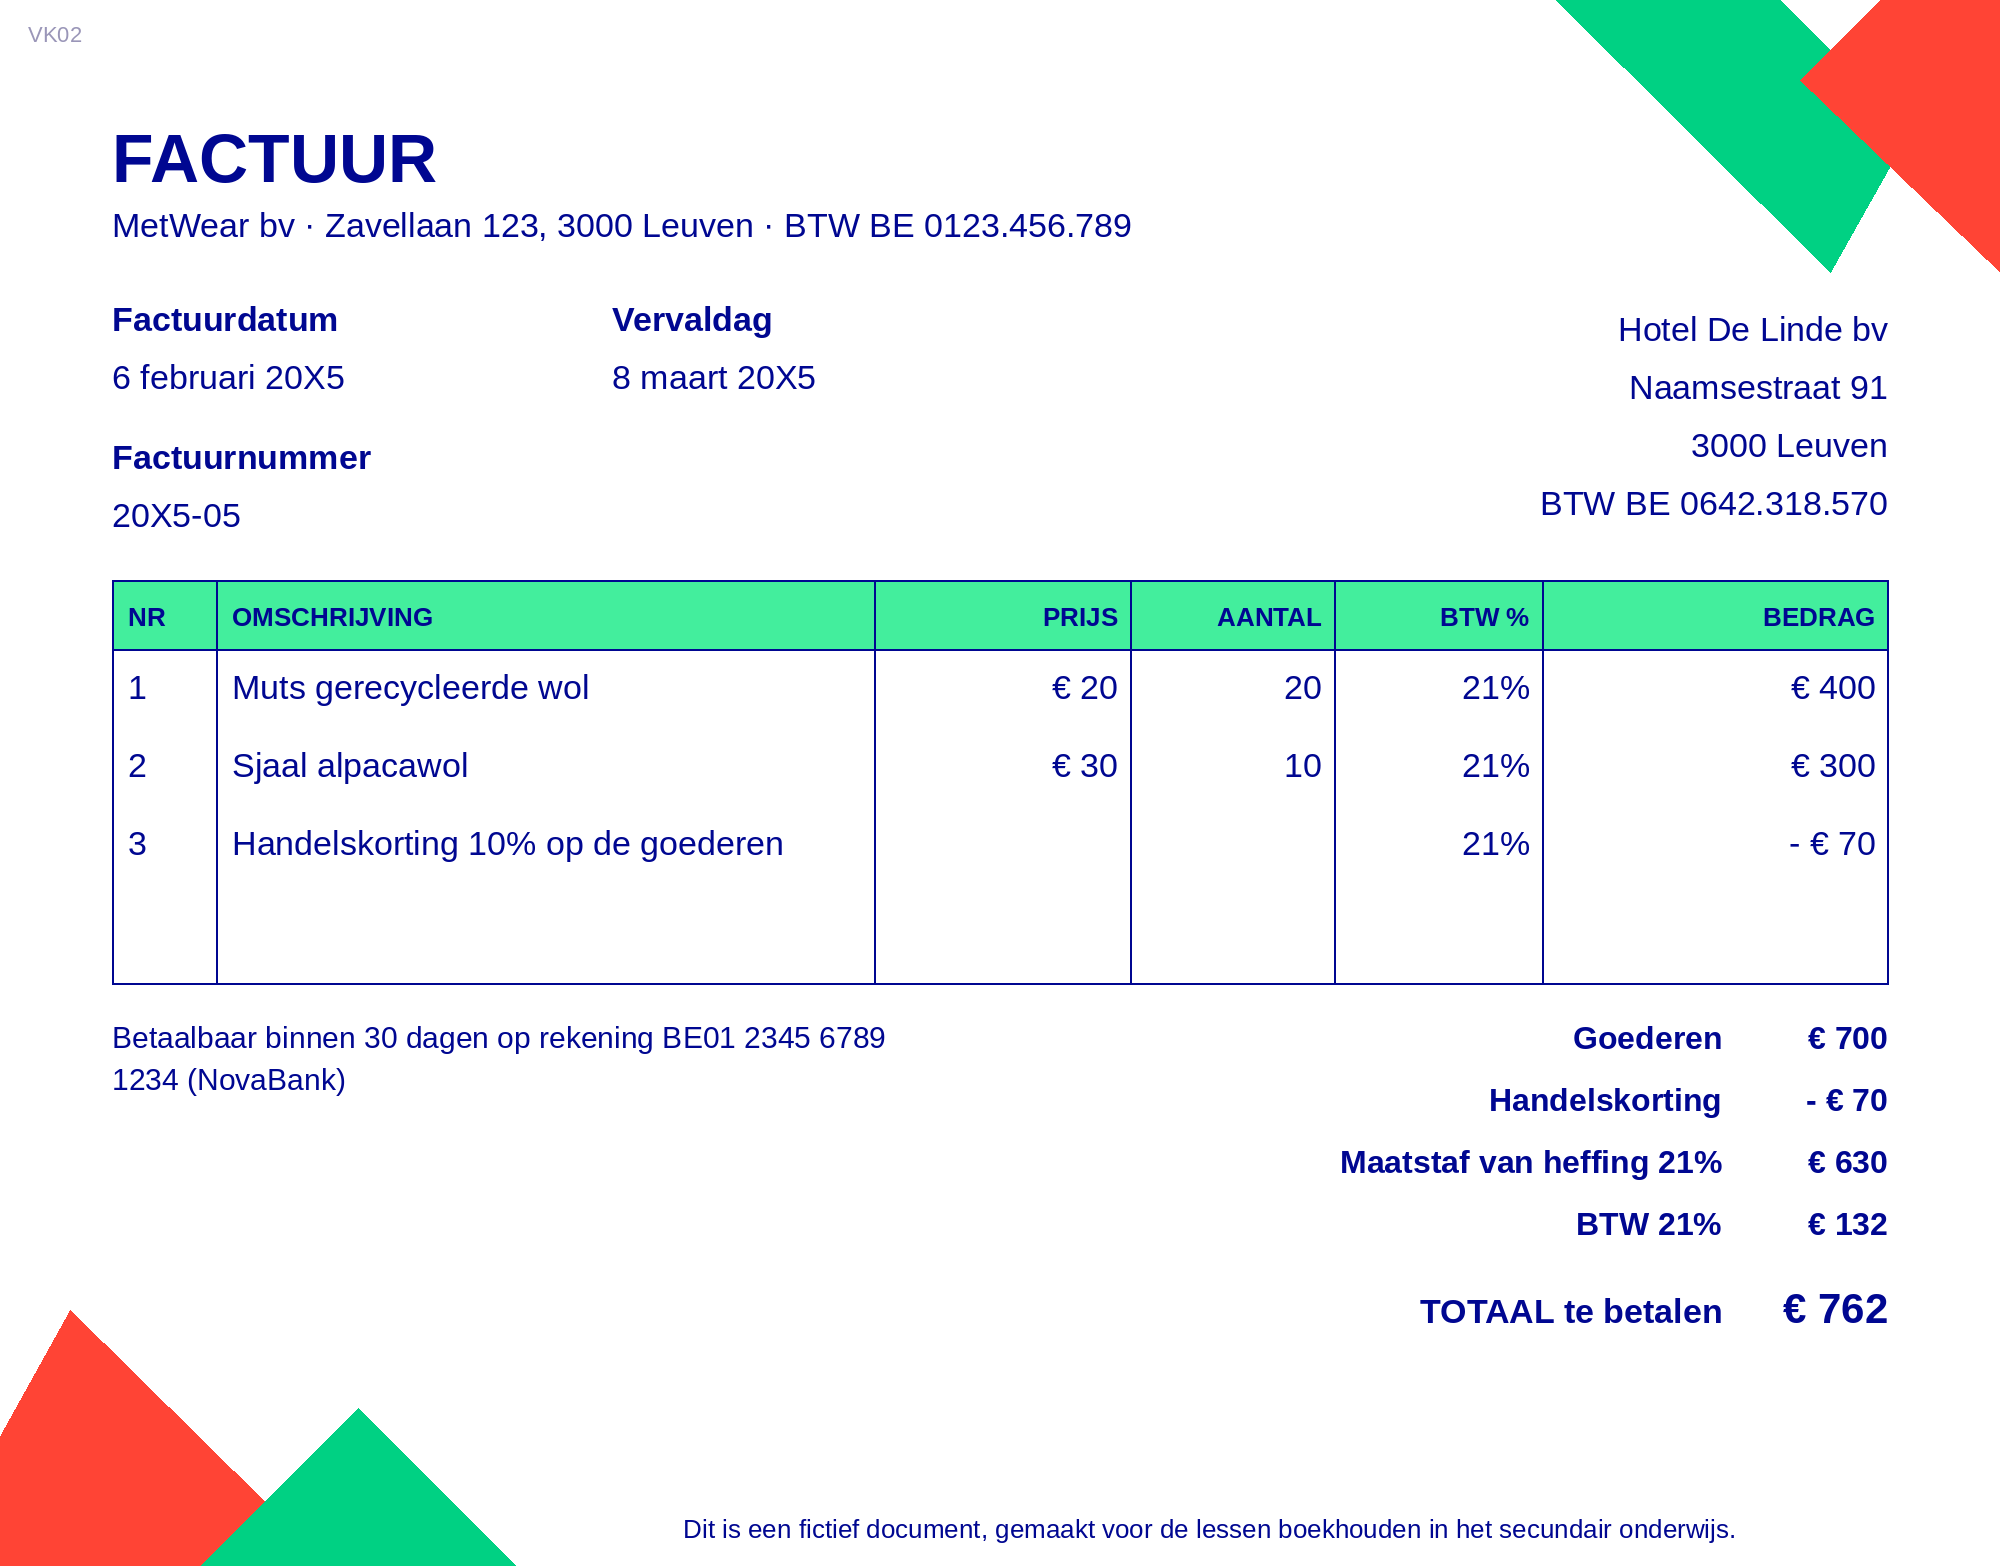 VK02
FACTUUR
MetWear bv · Zavellaan 123, 3000 Leuven · BTW BE 0123.456.789
Factuurdatum
6 februari 20X5
Vervaldag
8 maart 20X5
Factuurnummer
20X5-05
Hotel De Linde bv
Naamsestraat 91
3000 Leuven
BTW BE 0642.318.570
NR OMSCHRIJVING PRIJS AANTAL BTW % BEDRAG
1 Muts gerecycleerde wol € 20 20 21% € 400
2 Sjaal alpacawol € 30 10 21% € 300
3 Handelskorting 10% op de goederen 21% - € 70
Betaalbaar binnen 30 dagen op rekening BE01 2345 6789
1234 (NovaBank)
Goederen € 700
Handelskorting - € 70
Maatstaf van heffing 21% € 630
BTW 21% € 132
TOTAAL te betalen € 762
Dit is een fictief document, gemaakt voor de lessen boekhouden in het secundair onderwijs.